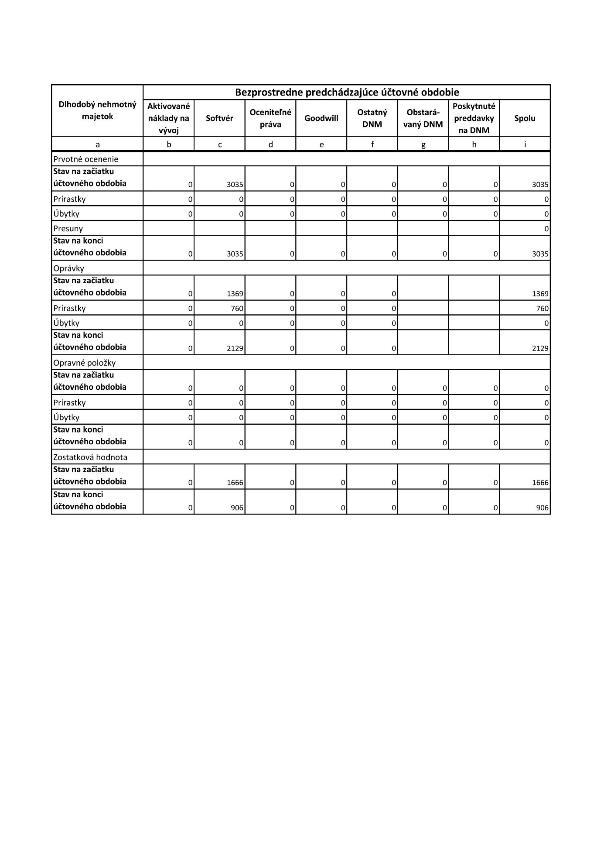 Bezprostredne predchádzajúce účtovné obdobie
Dlhodobý nehmotný majetok | Aktivované náklady na vývoj | Softvér | Oceniteľné práva | Goodwill | Ostatný DNM | Obstará-vaný DNM | Poskytnuté preddavky na DNM | Spolu
a | b | c | d | e | f | g | h | i
Prvotné ocenenie
Stav na začiatku
účtovného obdobia | 0 | 3035 | 0 | 0 | 0 | 0 | 0 | 3035
Prírastky | 0 | 0 | 0 | 0 | 0 | 0 | 0 | 0
Úbytky | 0 | 0 | 0 | 0 | 0 | 0 | 0 | 0
Presuny | | | | | | | | 0
Stav na konci
účtovného obdobia | 0 | 3035 | 0 | 0 | 0 | 0 | 0 | 3035
Oprávky
Stav na začiatku
účtovného obdobia | 0 | 1369 | 0 | 0 | 0 | | | 1369
Prírastky | 0 | 760 | 0 | 0 | 0 | | | 760
Úbytky | 0 | 0 | 0 | 0 | 0 | | | 0
Stav na konci
účtovného obdobia | 0 | 2129 | 0 | 0 | 0 | | | 2129
Opravné položky
Stav na začiatku
účtovného obdobia | 0 | 0 | 0 | 0 | 0 | 0 | 0 | 0
Prírastky | 0 | 0 | 0 | 0 | 0 | 0 | 0 | 0
Úbytky | 0 | 0 | 0 | 0 | 0 | 0 | 0 | 0
Stav na konci
účtovného obdobia | 0 | 0 | 0 | 0 | 0 | 0 | 0 | 0
Zostatková hodnota
Stav na začiatku
účtovného obdobia | 0 | 1666 | 0 | 0 | 0 | 0 | 0 | 1666
Stav na konci
účtovného obdobia | 0 | 906 | 0 | 0 | 0 | 0 | 0 | 906